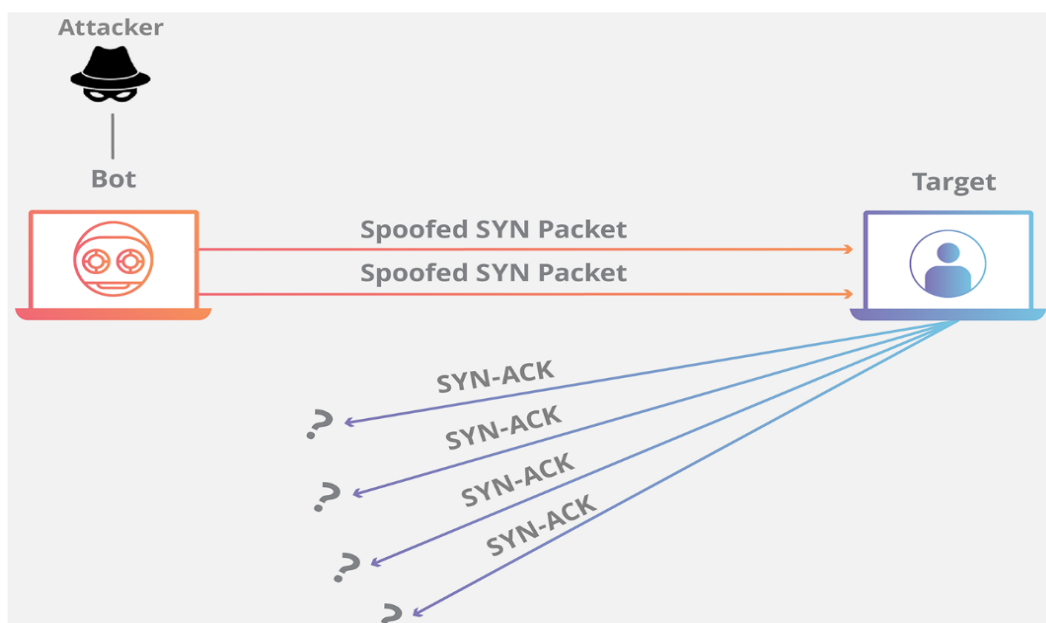 Attacker
Bot
Target
Spoofed SYN Packet
Spoofed SYN Packet
SYN-ACK
?
SYN-ACK
?
SYN-ACK
?
SYN-ACK
?